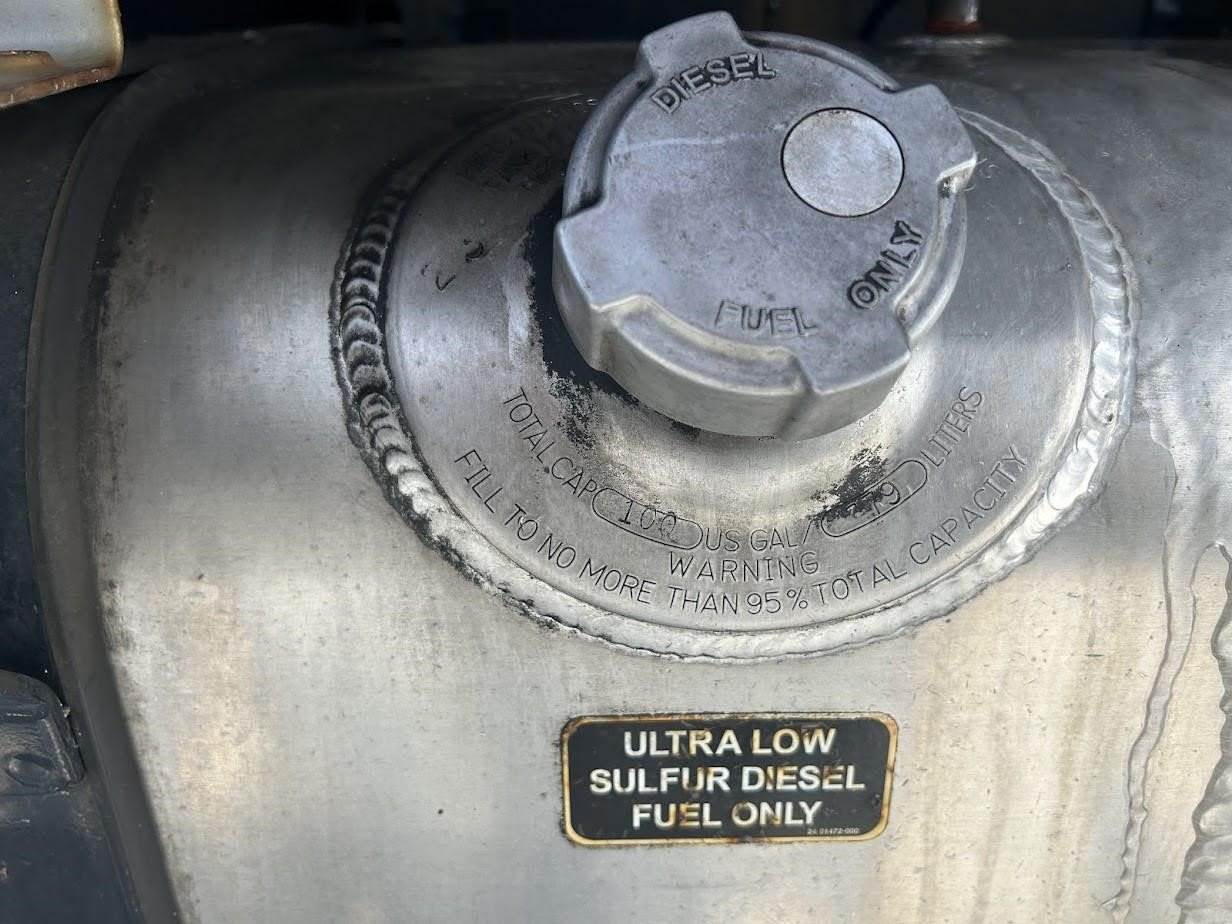 DIESEL
FUEL
ONLY
TOTAL CAP 100 US GAL/ 79 LITERS
WARNING
FILL TO NO MORE THAN 95% TOTAL CAPACITY
ULTRA LOW
SULFUR DIESEL
FUEL ONLY